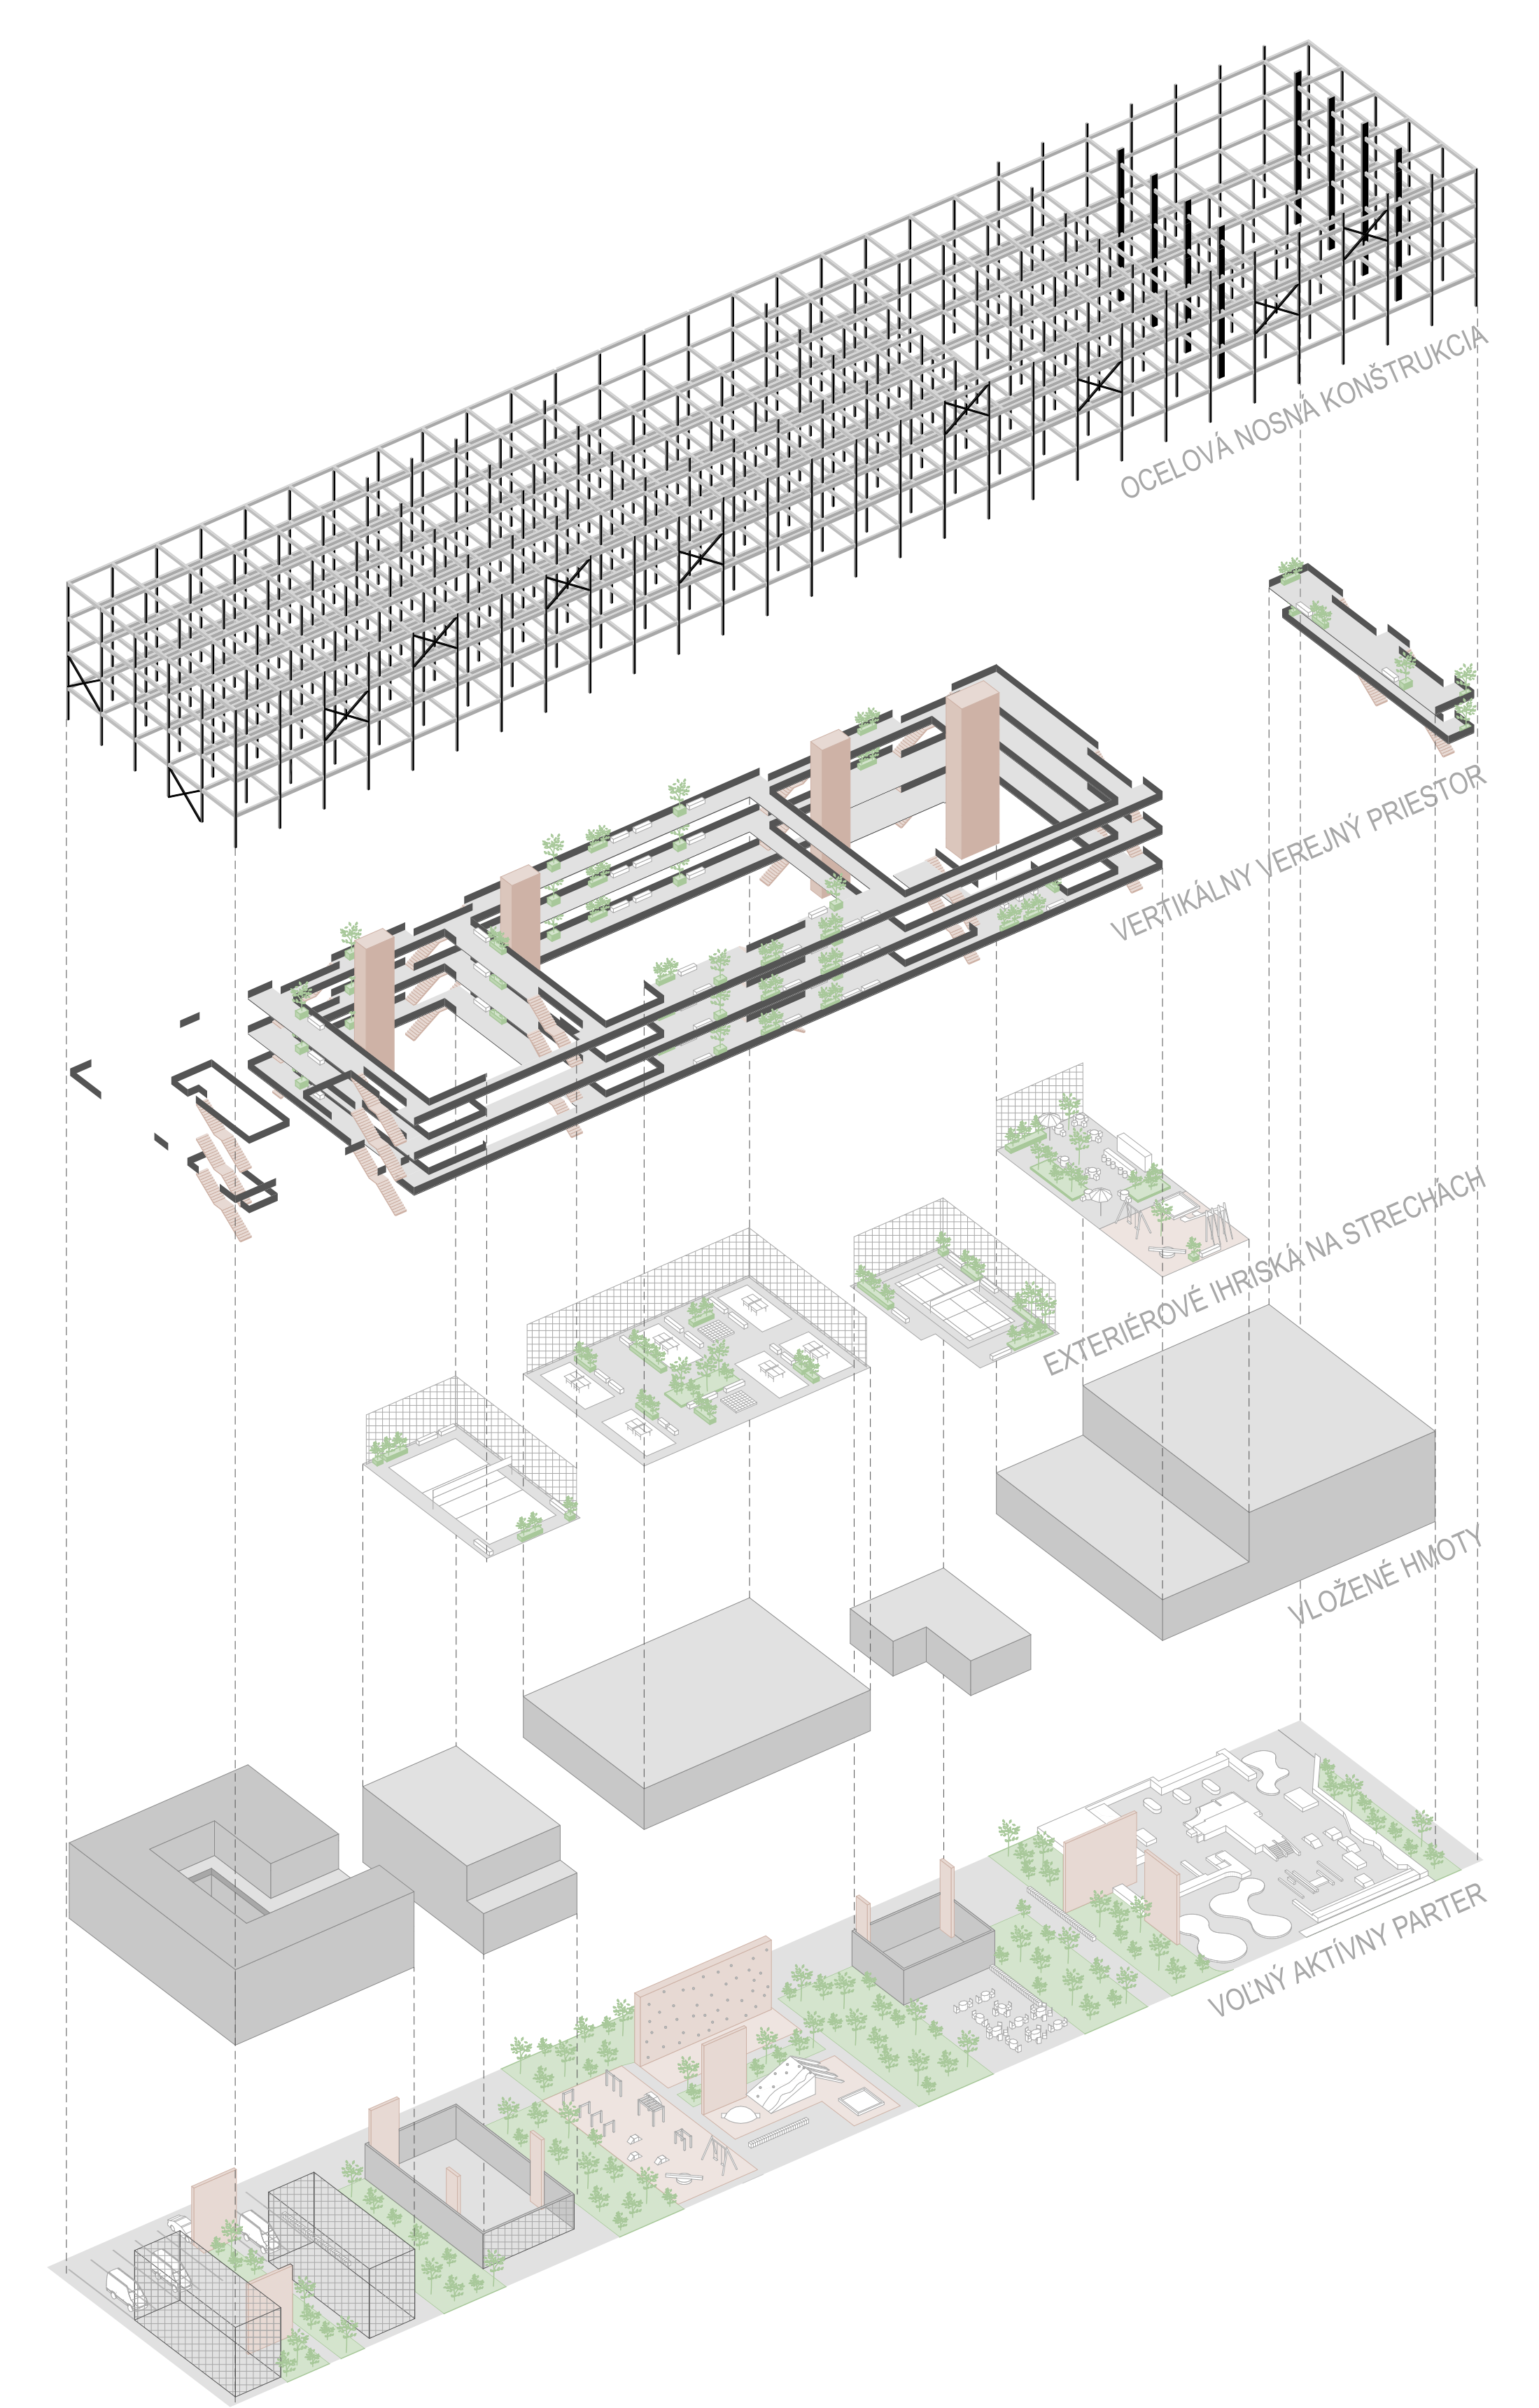 OCELOVÁ NOSNÁ KONŠTRUKCIA
VERTIKÁLNY VEREJNÝ PRIESTOR
EXTERIÉROVÉ IHRISKÁ NA STRECHÁCH
VLOŽENÉ HMOTY
VOĽNÝ AKTÍVNY PARTER